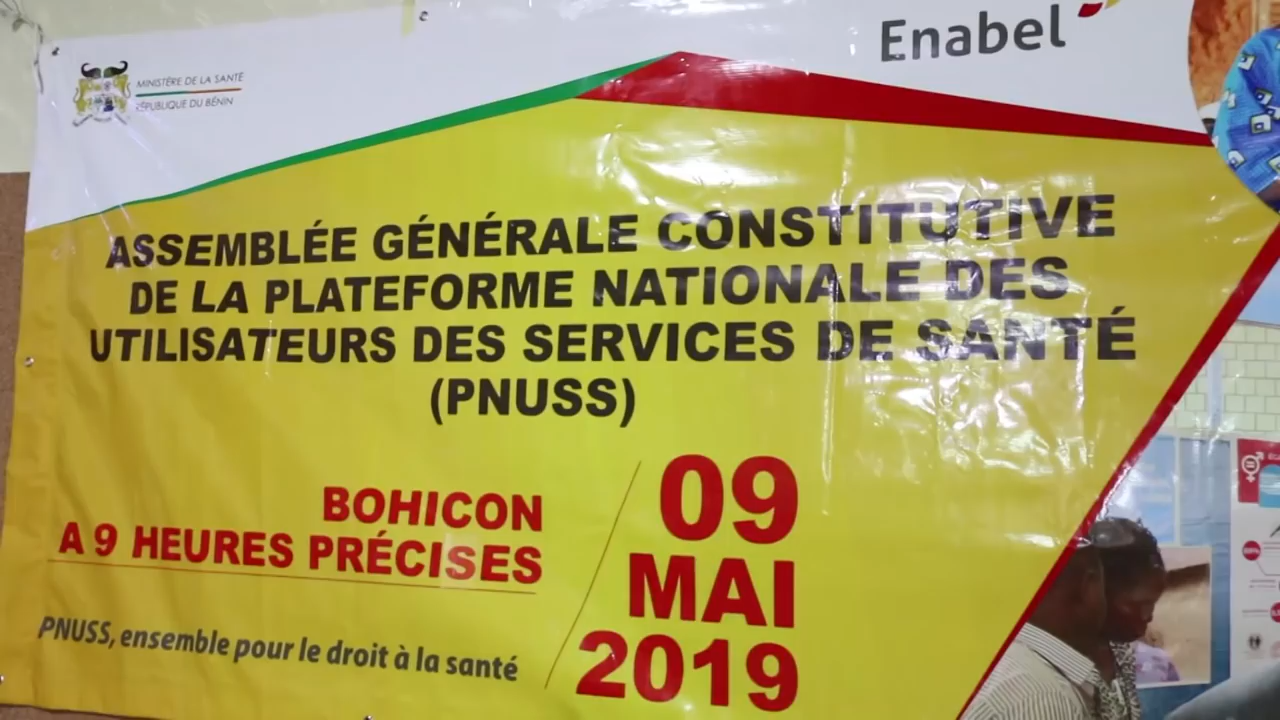 MINISTÈRE DE LA SANTÉ
RÉPUBLIQUE DU BÉNIN
Enabel
ASSEMBLÉE GÉNÉRALE CONSTITUTIVE
DE LA PLATEFORME NATIONALE DES
UTILISATEURS DES SERVICES DE SANTÉ
(PNUSS)
BOHICON
A 9 HEURES PRÉCISES
09
MAI
2019
PNUSS, ensemble pour le droit à la santé